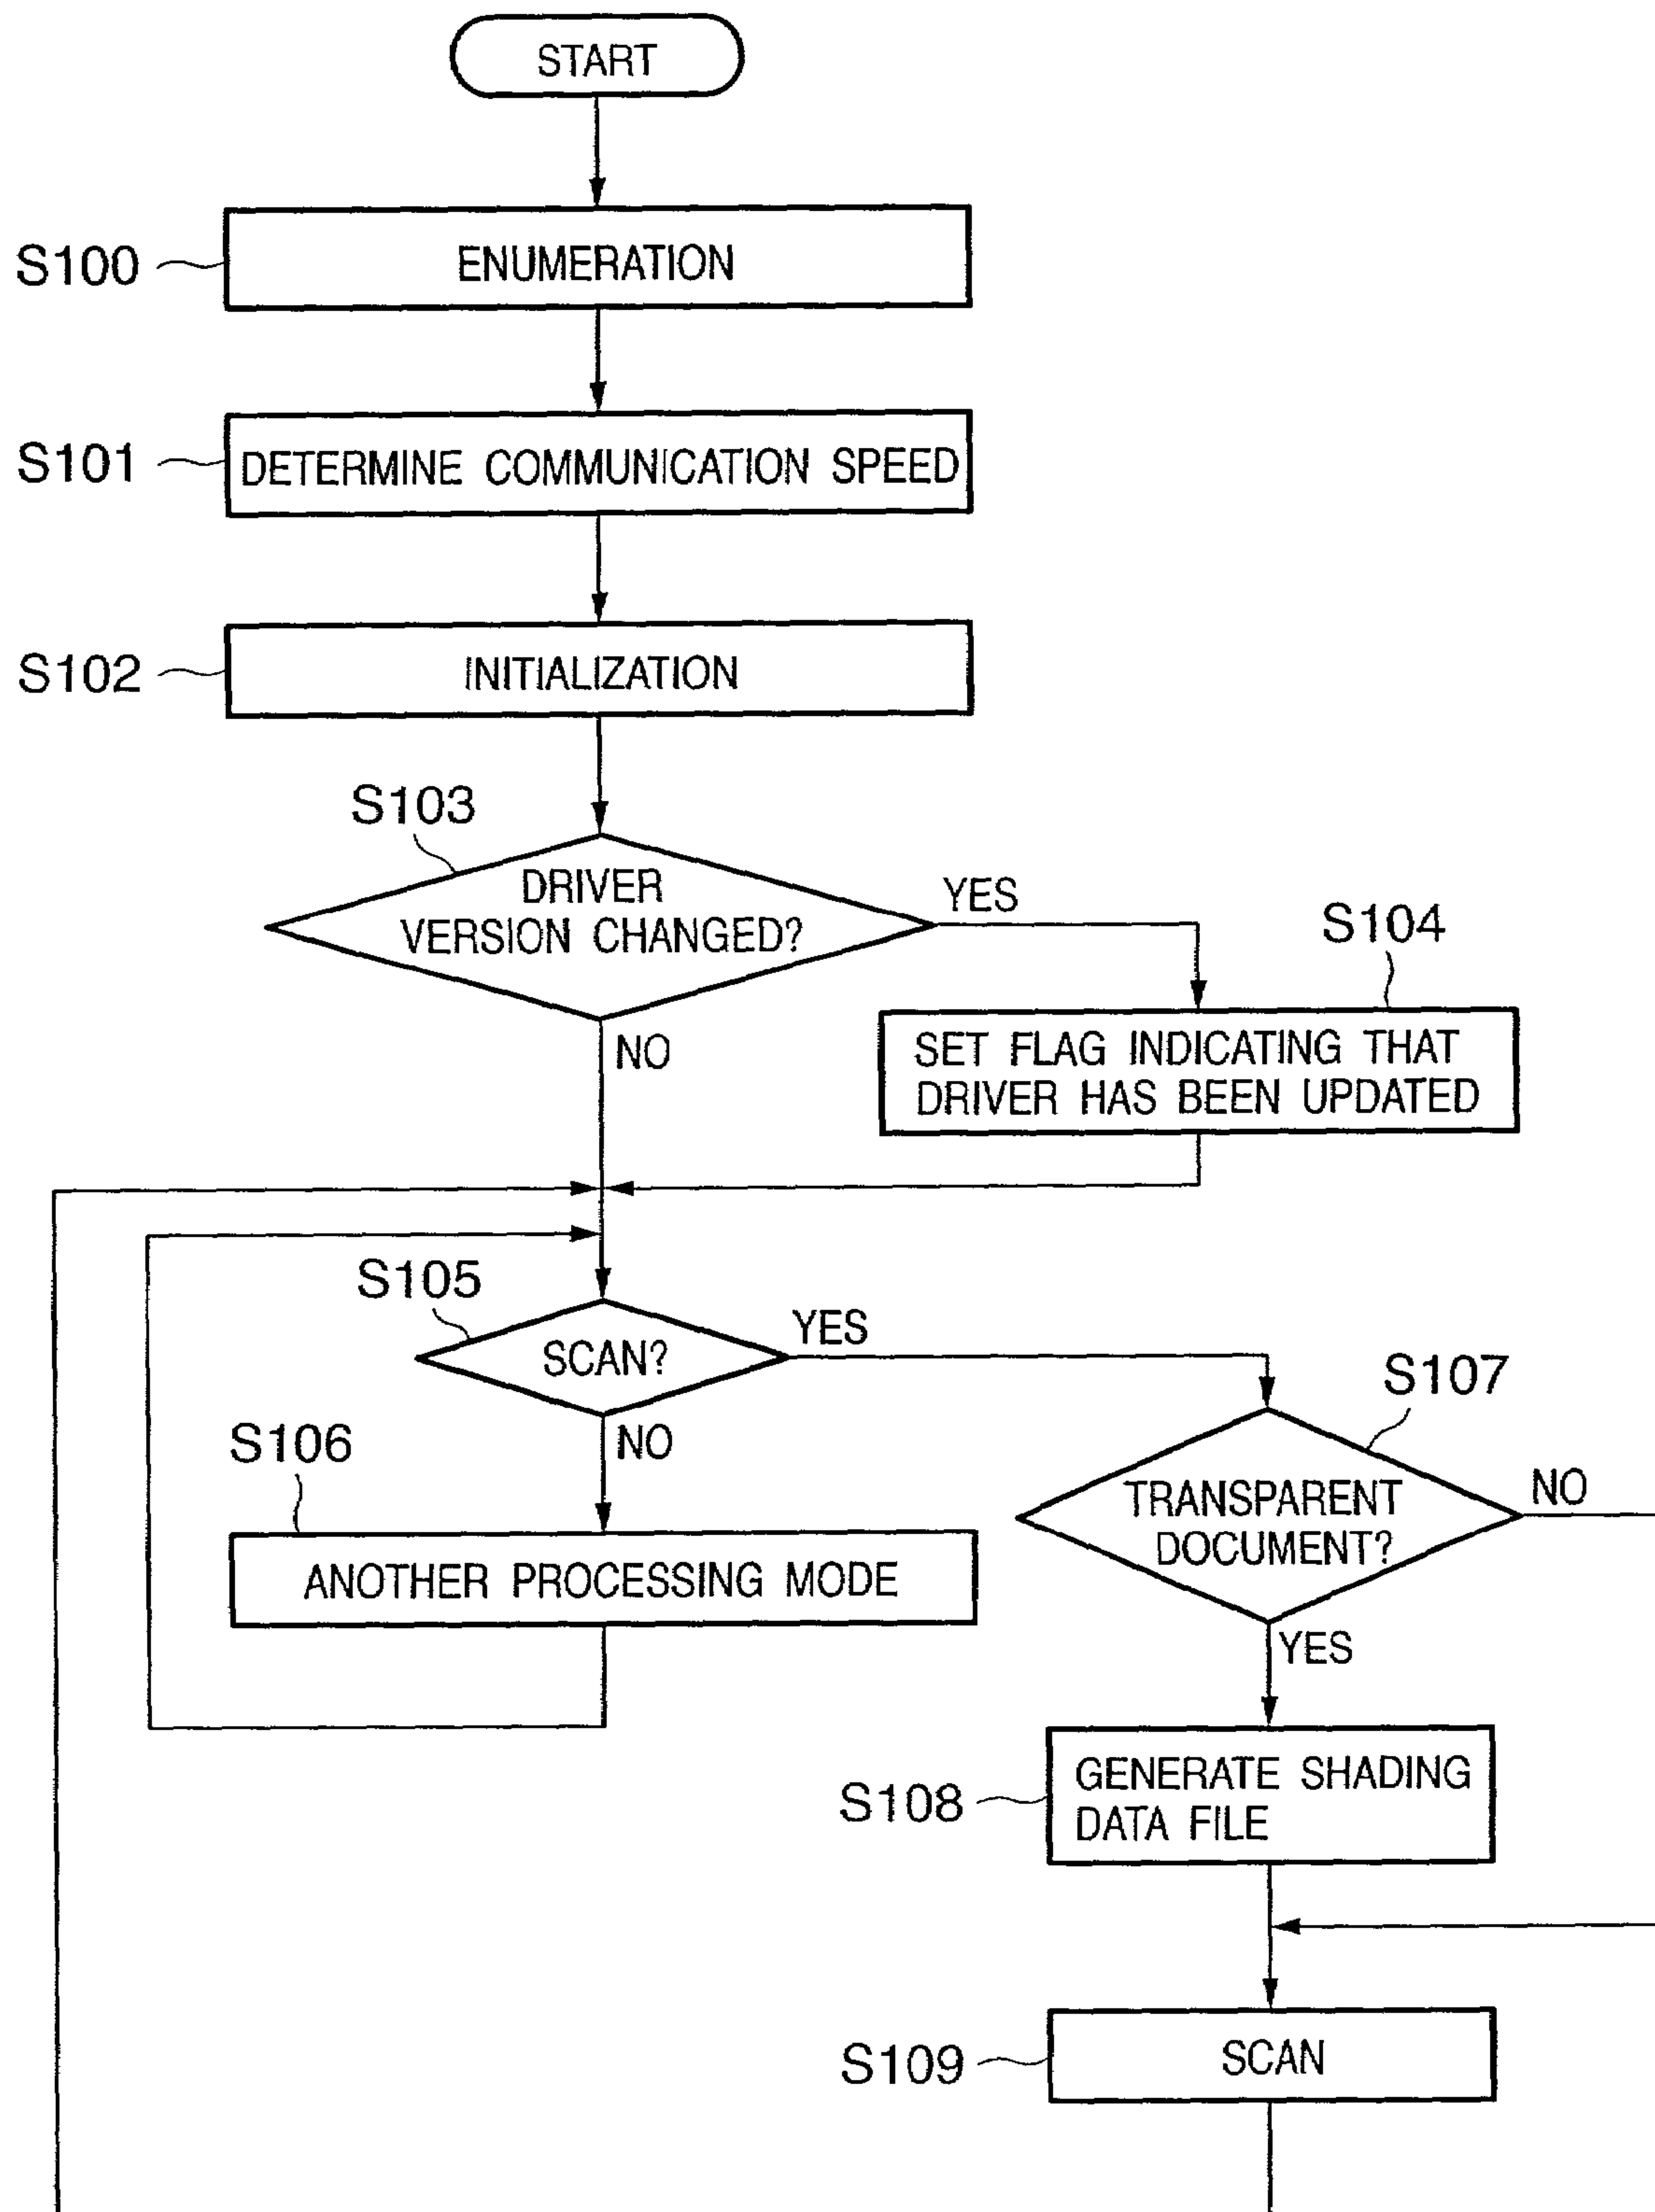 START
S100
ENUMERATION
S101
DETERMINE COMMUNICATION SPEED
S102
INITIALIZATION
S103
DRIVER
VERSION CHANGED?
YES
NO
S104
SET FLAG INDICATING THAT
DRIVER HAS BEEN UPDATED
S105
SCAN?
YES
NO
S106
ANOTHER PROCESSING MODE
S107
TRANSPARENT
DOCUMENT?
NO
YES
S108
GENERATE SHADING
DATA FILE
S109
SCAN